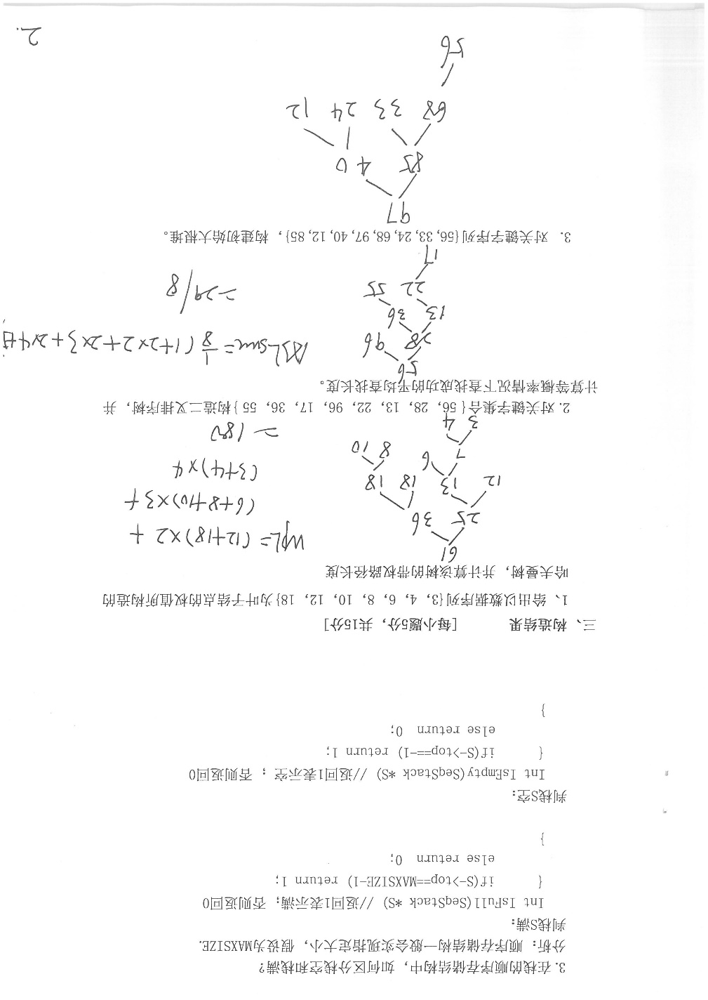 3.在栈的顺序存储结构中，如何区分栈空和栈满？
分析：顺序存储结构一般会实现指定大小，假设为MAXSIZE.
判栈S满：
Int IsFull(SeqStack *S) //返回1表示满；否则返回0
{ if(S->top==MAXSIZE-1) return 1;
else return 0;
}
判栈S空：
Int IsEmpty(SeqStack *S) //返回1表示空 ；否则返回0
{ if(S->top==-1) return 1;
else return 0;
}
三、构造结果 [每小题5分，共15分]
1、给出以数据序列{3, 4, 6, 8, 10, 12, 18}为叶子结点的权值所构造的
哈夫曼树，并计算该树的带权路径长度
61
25 36
12 13 18 18
7 6 8 10
3 4
WPL=(12+18)×2+
(6+8+10)×3+
(3+4)×4
=180
2.对关键字集合{56, 28, 13, 22, 96, 17, 36, 55 }构造二叉排序树，并
计算等概率情况下查找成功的平均查找长度。
56
28 96
13 36
22 55
17
ASLsum=1/8(1+2×2+2×3+2×4+
=29/8
3. 对关键字序列{56,33,24,68,97,40,12,85}，构建初始大根堆。
97
85 40
68 33 24 12
56
2.